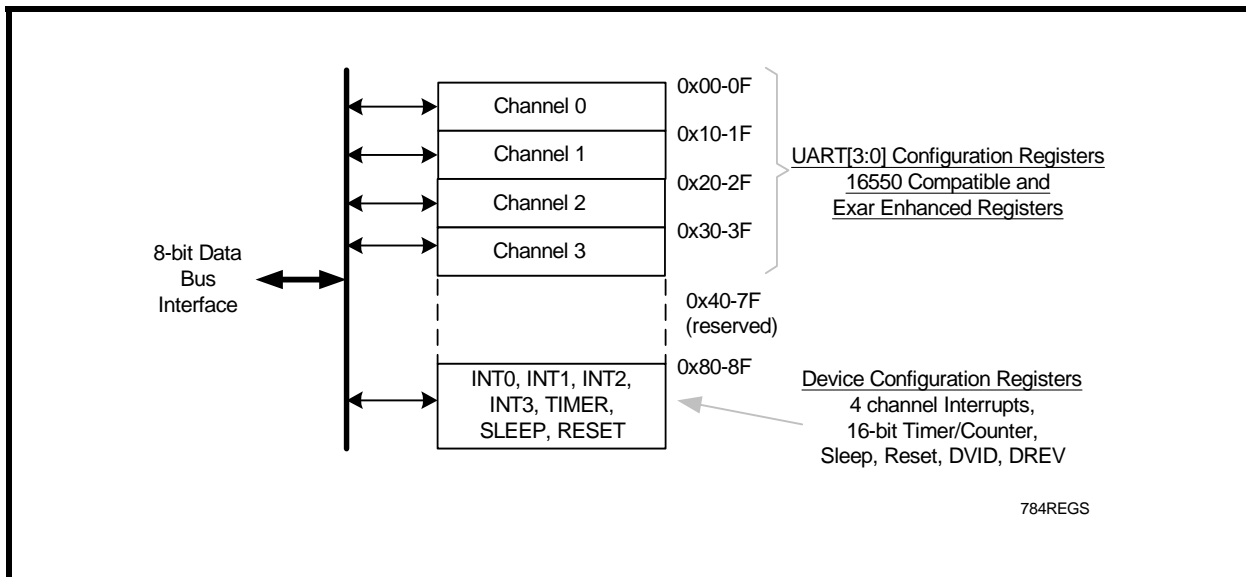 8-bit Data
Bus
Interface
Channel 0
0x00-0F
Channel 1
0x10-1F
Channel 2
0x20-2F
Channel 3
0x30-3F
UART[3:0] Configuration Registers
16550 Compatible and
Exar Enhanced Registers
0x40-7F
(reserved)
0x80-8F
INT0, INT1, INT2,
INT3, TIMER,
SLEEP, RESET
Device Configuration Registers
4 channel Interrupts,
16-bit Timer/Counter,
Sleep, Reset, DVID, DREV
784REGS